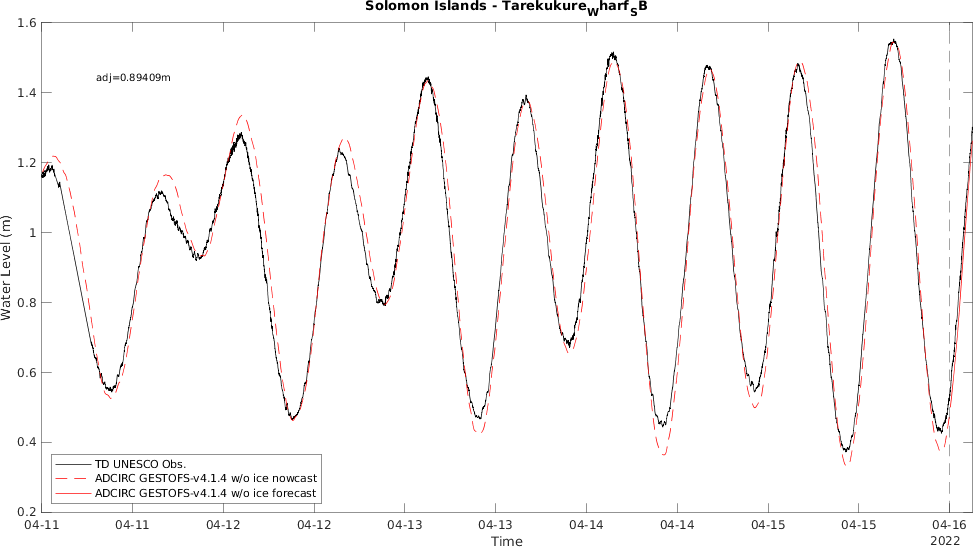 Solomon Islands - Tarekukure_Wharf_SB
1.6
adj=0.89409m
1.4
1.2
1
0.8
0.6
0.4
0.2
Water Level (m)
TD UNESCO Obs.
ADCIRC GESTOFS-v4.1.4 w/o ice nowcast
ADCIRC GESTOFS-v4.1.4 w/o ice forecast
04-11 04-11 04-12 04-12 04-13 04-13 04-14 04-14 04-15 04-15 04-16
Time
2022